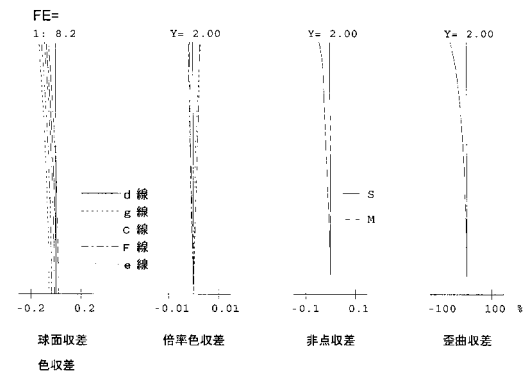 FE=
1: 8.2 Y= 2.00 Y= 2.00 Y= 2.00
d 線
g 線
C 線
F 線
e 線
S
M
-0.2 0.2 -0.01 0.01 -0.1 0.1 -100 100 %
球面収差 倍率色収差 非点収差 歪曲収差
色収差